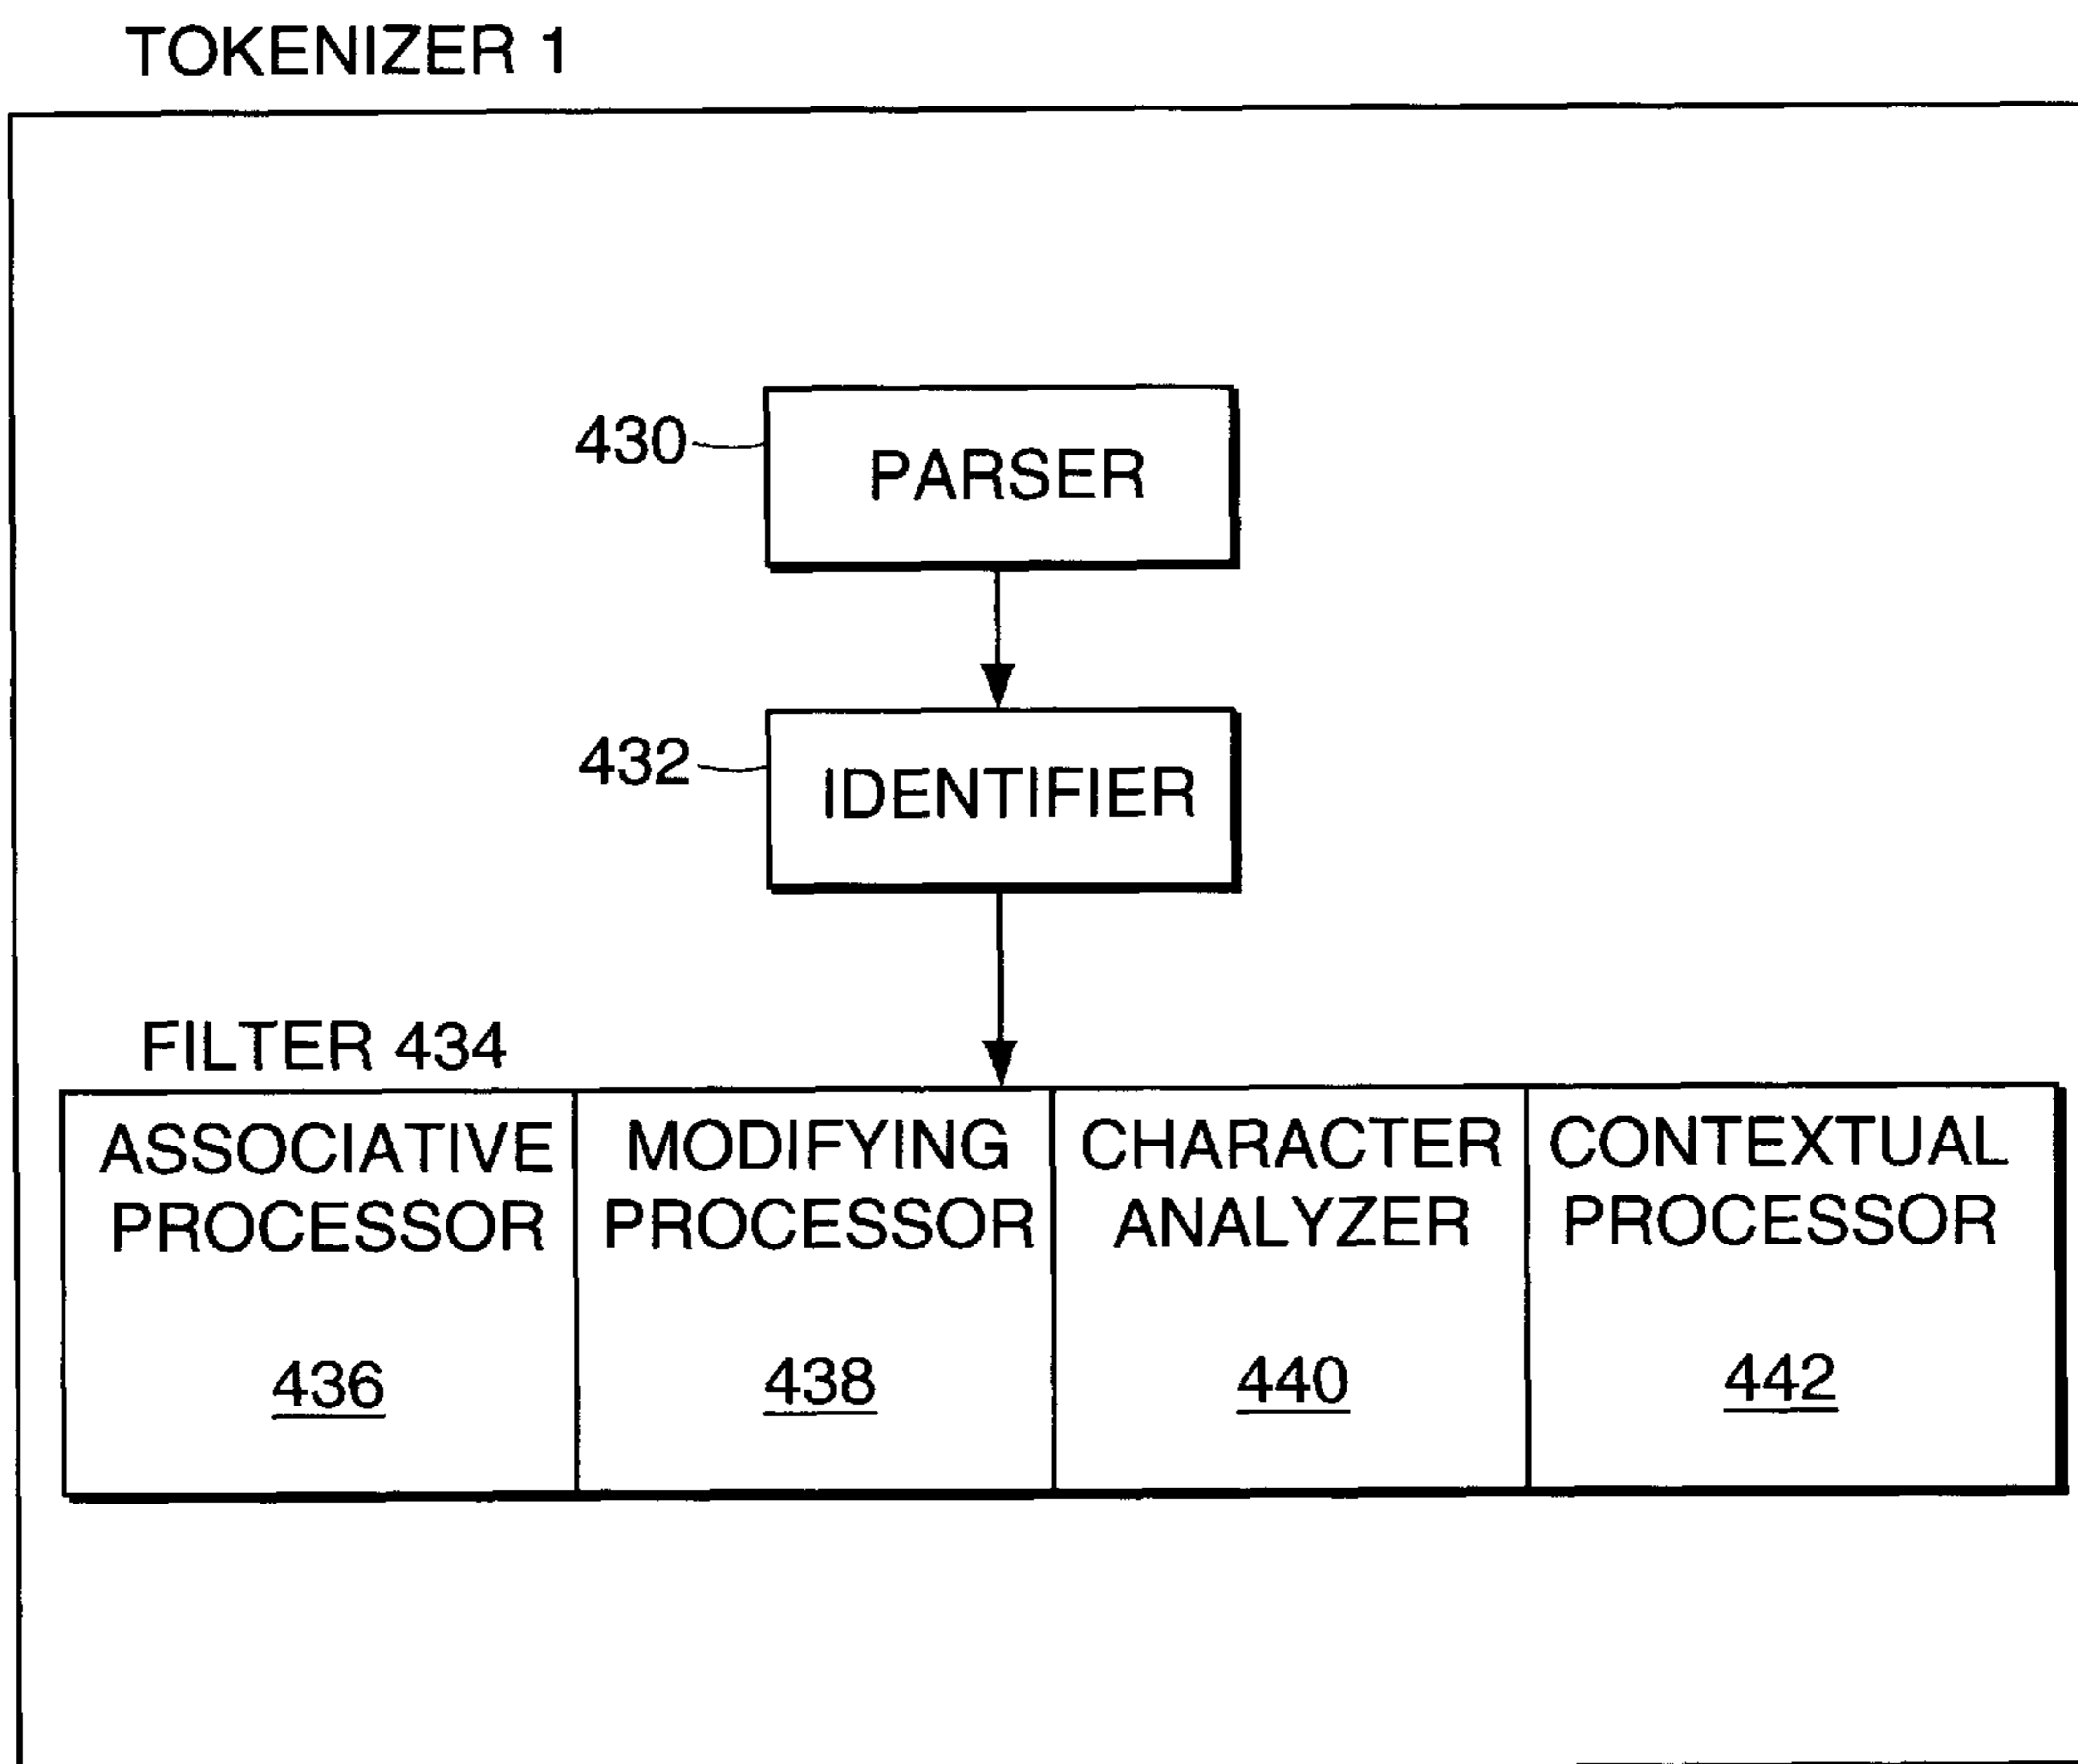 TOKENIZER 1
430
PARSER
432
IDENTIFIER
FILTER 434
ASSOCIATIVE
PROCESSOR
436
MODIFYING
PROCESSOR
438
CHARACTER
ANALYZER
440
CONTEXTUAL
PROCESSOR
442